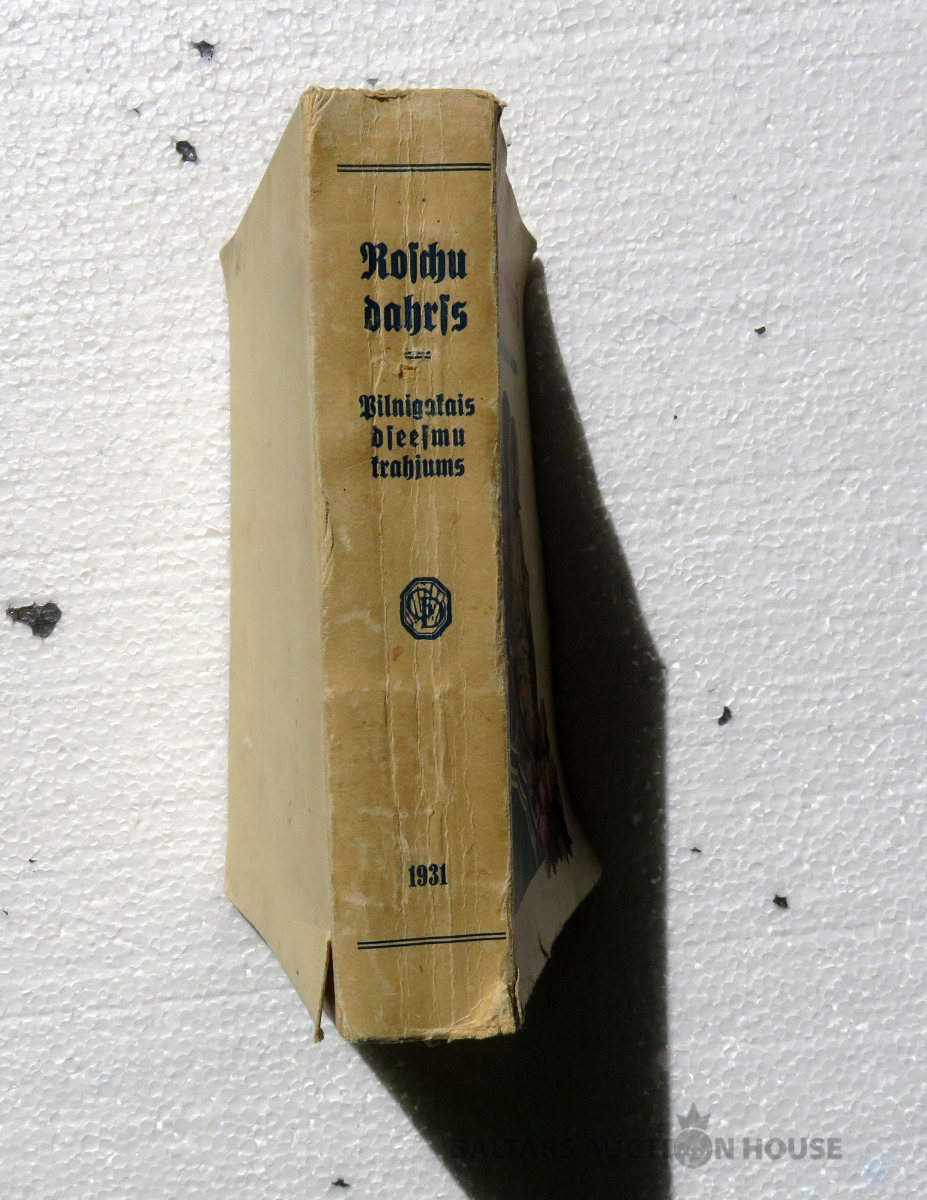 Roſchu
dahrſs
Pilnigakais
dſeeſmu
krahjums
1931
BALTARS AUCTION HOUSE